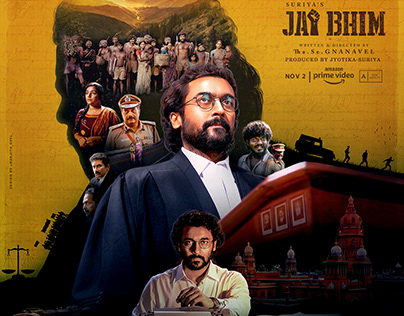 SURIYA'S
JAI BHIM
WRITTEN & DIRECTED BY
Tha. Se. GNANAVEL
PRODUCED BY JYOTIKA-SURIYA
NOV 2
amazon
prime video
A